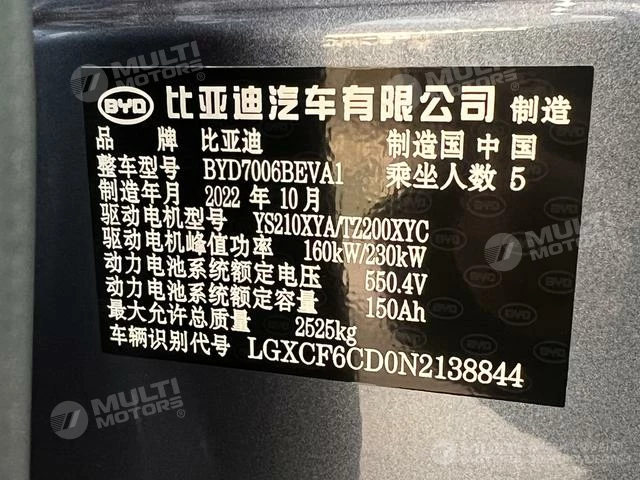 BYD 比亚迪汽车有限公司 制造
品牌 比亚迪 制造国 中国
整车型号 BYD7006BEVA1 乘坐人数 5
制造年月 2022 年 10 月
驱动电机型号 YS210XYA/TZ200XYC
驱动电机峰值功率 160kW/230kW
动力电池系统额定电压 550.4V
动力电池系统额定容量 150Ah
最大允许总质量 2525kg
车辆识别代号 LGXCF6CD0N2138844
MULTI MOTORS
MULTI MOTORS
MULTI MOTORS
MULTI MOTORS
MULTI MOTORS